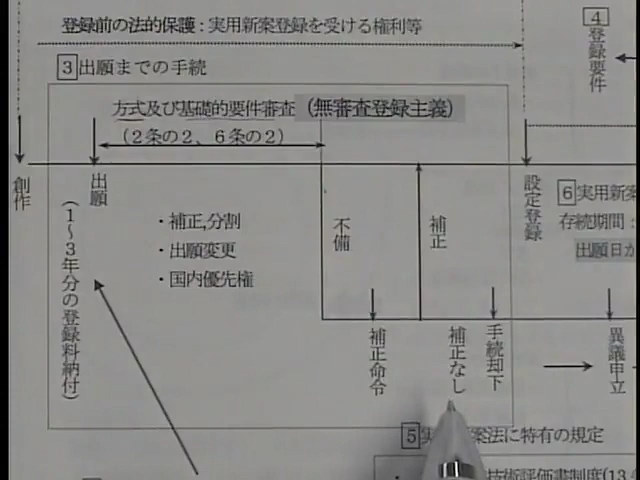 登録前の法的保護：実用新案登録を受ける権利等
4
登録要件
3 出願までの手続
方式及び基礎的要件審査（無審査登録主義）
（２条の２、６条の２）
創作
出願
（１～３年分の登録料納付）
・補正,分割
・出願変更
・国内優先権
不備
補正
設定登録
6 実用新
存続期間：
出願日か
補正命令
補正なし
手続却下
異議申立
5 実
案法に特有の規定
技術評価書制度(13